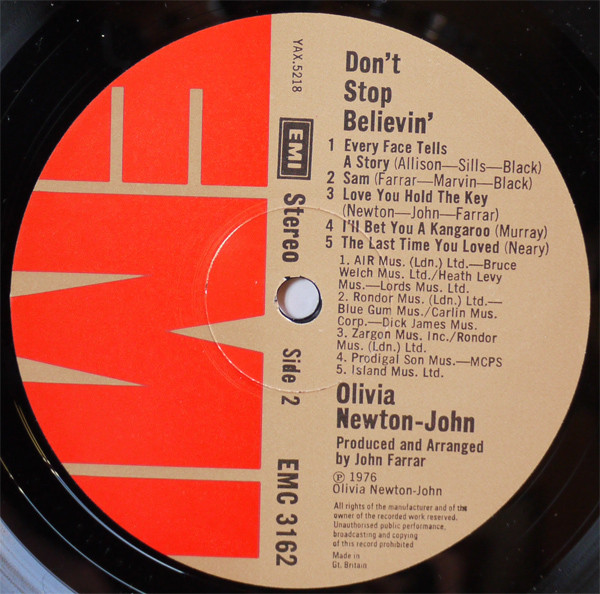 YAX.5218
EMI
Stereo
Side 2
EMC 3162
Don't
Stop
Believin'
1 Every Face Tells
A Story (Allison—Sills—Black)
2 Sam (Farrar—Marvin—Black)
3 Love You Hold The Key
(Newton—John—Farrar)
4 I'll Bet You A Kangaroo (Murray)
5 The Last Time You Loved (Neary)
1. AIR Mus. (Ldn.) Ltd.—Bruce
Welch Mus. Ltd./Heath Levy
Mus.—Lords Mus. Ltd.
2. Rondor Mus. (Ldn.) Ltd.—
Blue Gum Mus./Carlin Mus.
Corp.—Dick James Mus.
3. Zargon Mus. Inc./Rondor
Mus. (Ldn.) Ltd.
4. Prodigal Son Mus.—MCPS
5. Island Mus. Ltd.
Olivia
Newton-John
Produced and Arranged
by John Farrar
℗ 1976
Olivia Newton-John
All rights of the manufacturer and of the
owner of the recorded work reserved.
Unauthorised public performance,
broadcasting and copying
of this record prohibited
Made in
Gt. Britain